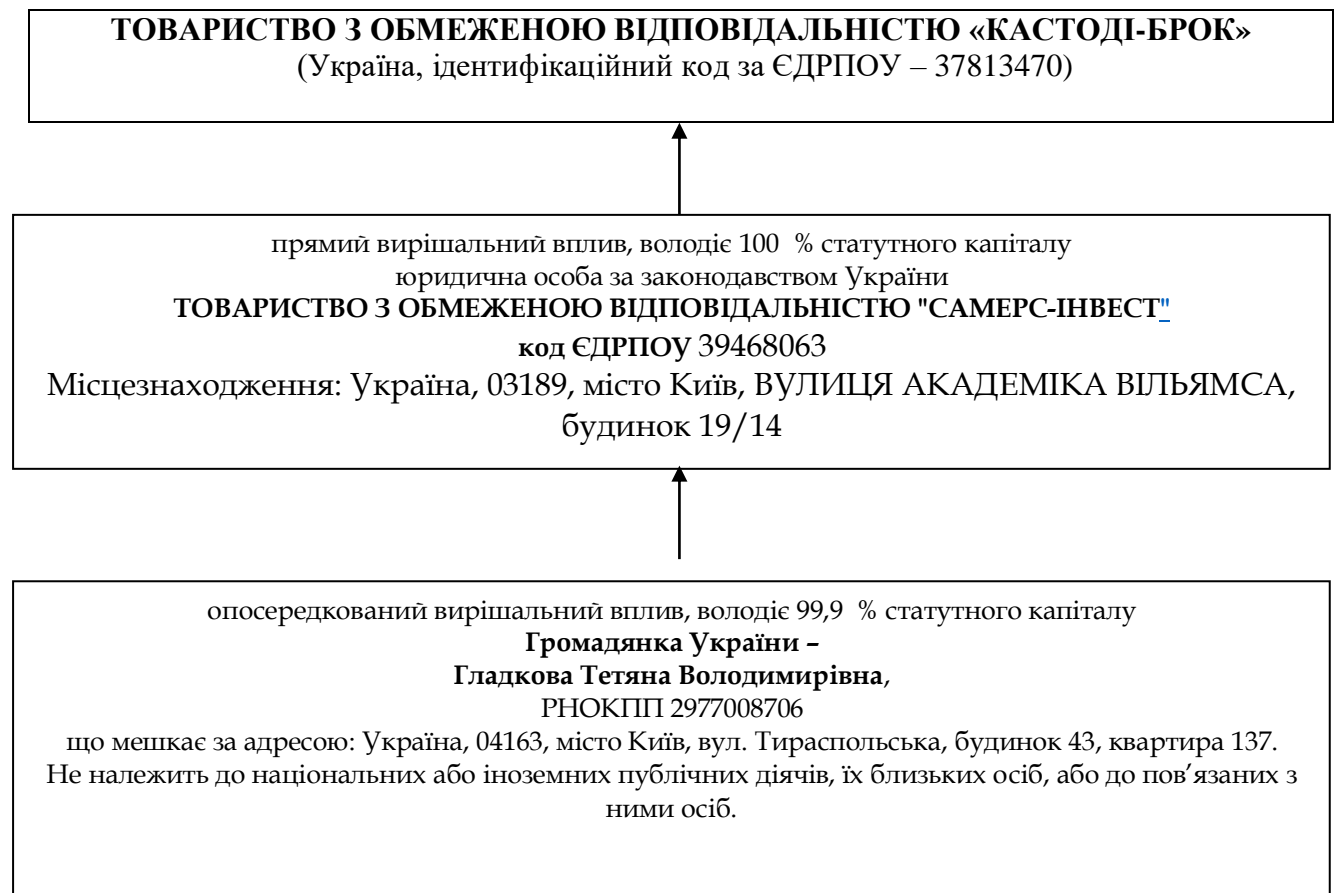 ТОВАРИСТВО З ОБМЕЖЕНОЮ ВІДПОВІДАЛЬНІСТЮ «КАСТОДІ-БРОК»
(Україна, ідентифікаційний код за ЄДРПОУ – 37813470)
прямий вирішальний вплив, володіє 100 % статутного капіталу
юридична особа за законодавством України
ТОВАРИСТВО З ОБМЕЖЕНОЮ ВІДПОВІДАЛЬНІСТЮ "САМЕРС-ІНВЕСТ"
код ЄДРПОУ 39468063
Місцезнаходження: Україна, 03189, місто Київ, ВУЛИЦЯ АКАДЕМІКА ВІЛЬЯМСА,
будинок 19/14
опосередкований вирішальний вплив, володіє 99,9 % статутного капіталу
Громадянка України –
Гладкова Тетяна Володимирівна,
РНОКПП 2977008706
що мешкає за адресою: Україна, 04163, місто Київ, вул. Тираспольська, будинок 43, квартира 137.
Не належить до національних або іноземних публічних діячів, їх близьких осіб, або до пов’язаних з
ними осіб.